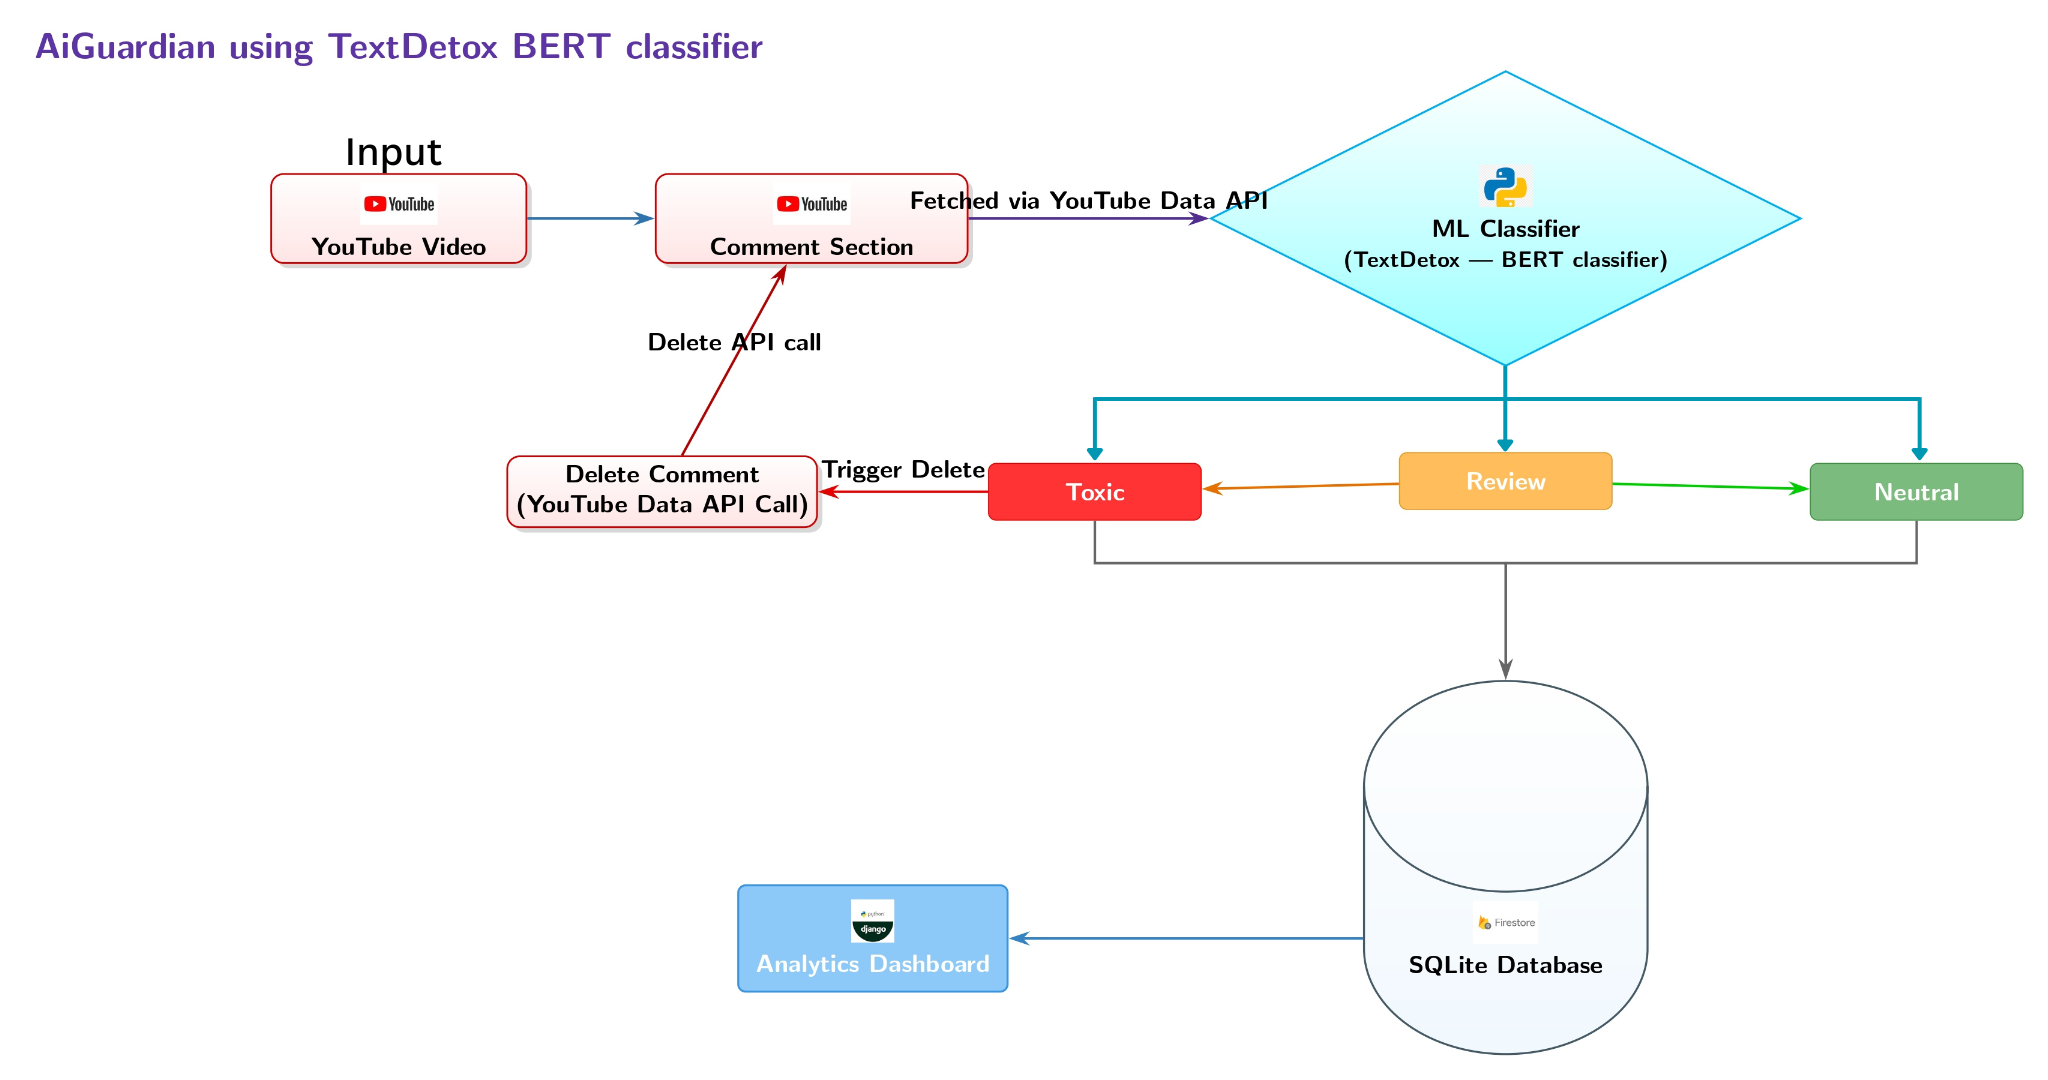 AiGuardian using TextDetox BERT classifier
Input
YouTube
YouTube Video
YouTube
Comment Section
Fetched via YouTube Data API
ML Classifier
(TextDetox — BERT classifier)
Delete API call
Delete Comment
(YouTube Data API Call)
Trigger Delete
Toxic
Review
Neutral
python
django
Analytics Dashboard
Firestore
SQLite Database